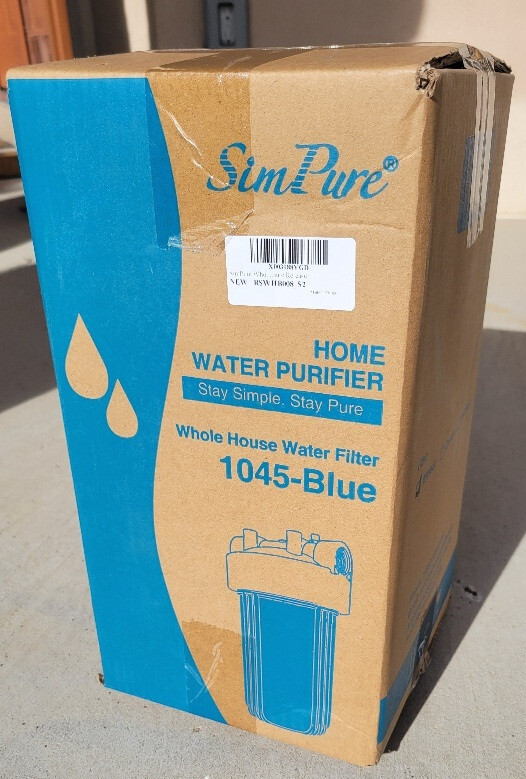 SimPure®
NEW
HOME
WATER PURIFIER
Stay Simple. Stay Pure
Whole House Water Filter
1045-Blue